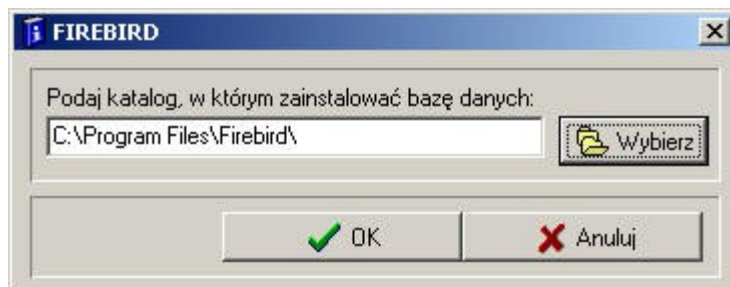 FIREBIRD
Podaj katalog, w którym zainstalować bazę danych:
C:\Program Files\Firebird\
Wybierz
OK
Anuluj